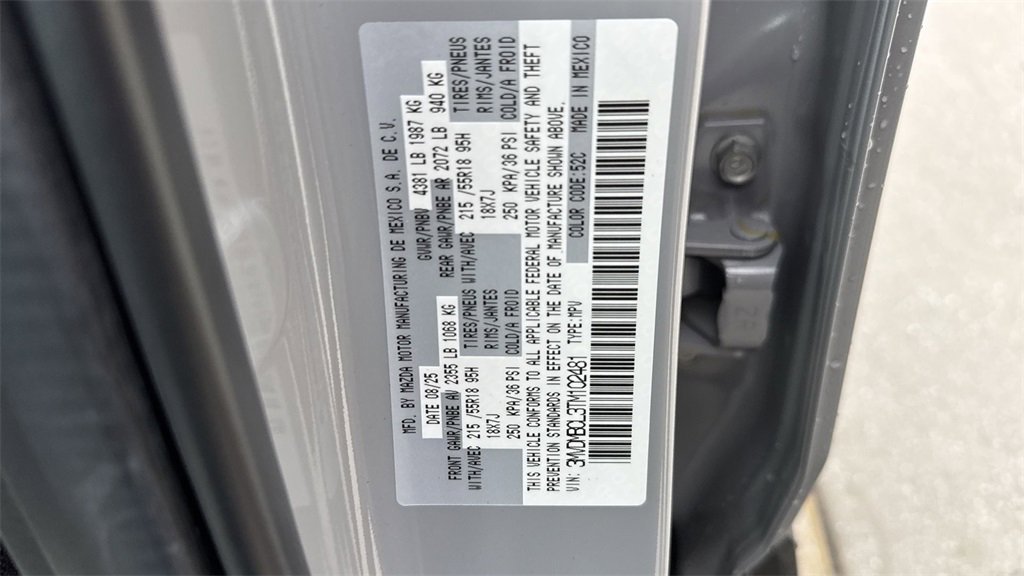 MFD. BY MAZDA MOTOR MANUFACTURING DE MEXICO S.A. DE C.V.
DATE 08/25 GVWR/PNBV 4381 LB 1987 KG
FRONT GAWR/PNBE AV 2355 LB 1068 KG REAR GAWR/PNBE AR 2072 LB 940 KG
WITH/AVEC 215 /55R18 95H TIRES/PNEUS WITH/AVEC 215 /55R18 95H TIRES/PNEUS
18X7J RIMS/JANTES 18X7J RIMS/JANTES
250 KPA/36 PSI COLD/A FROID 250 KPA/36 PSI COLD/A FROID
THIS VEHICLE CONFORMS TO ALL APPLICABLE FEDERAL MOTOR VEHICLE SAFETY AND THEFT
PREVENTION STANDARDS IN EFFECT ON THE DATE OF MANUFACTURE SHOWN ABOVE.
VIN: 3MVDMBCL3TM102481 TYPE:MPV COLOR CODE:52C MADE IN MEXICO
2A